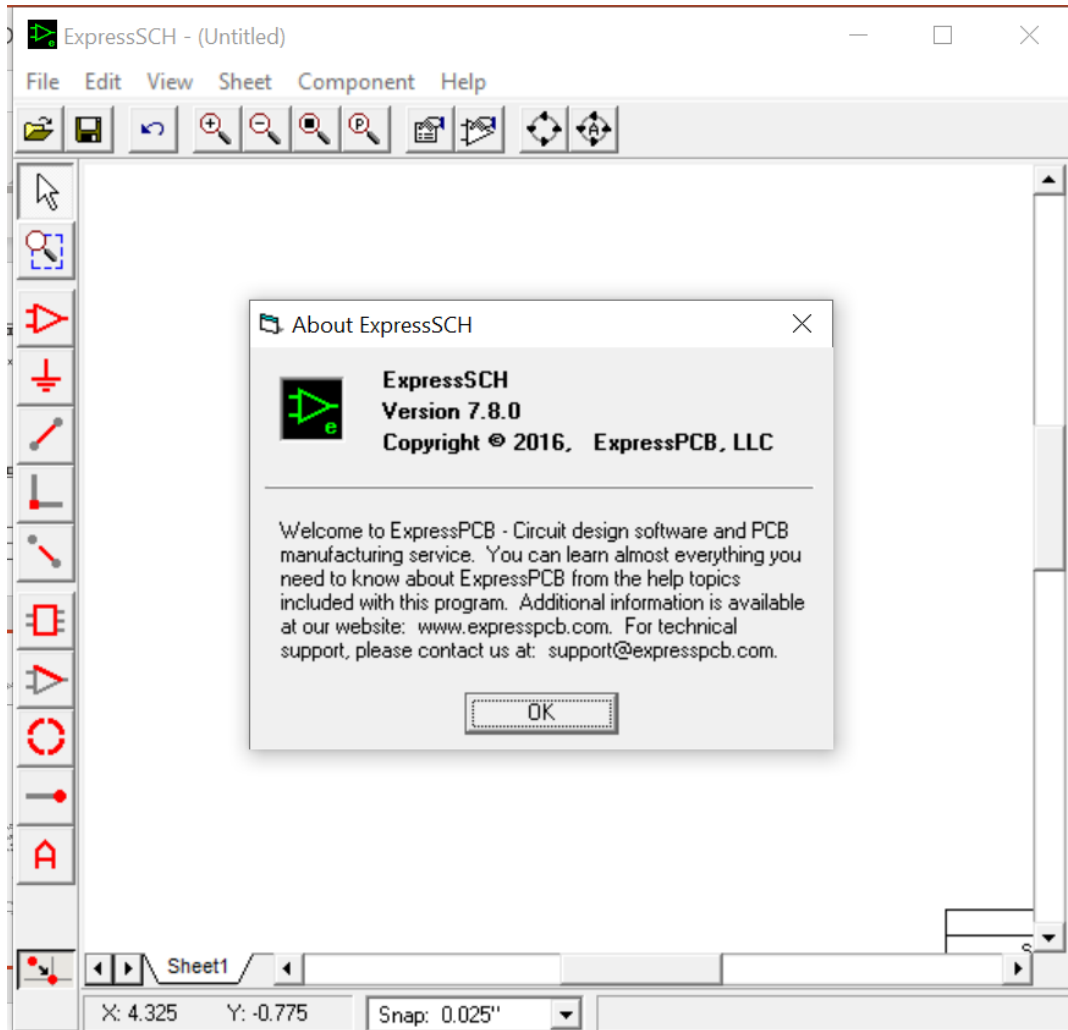 ExpressSCH - (Untitled)
File Edit View Sheet Component Help
P
A
About ExpressSCH
e
ExpressSCH
Version 7.8.0
Copyright © 2016, ExpressPCB, LLC
Welcome to ExpressPCB - Circuit design software and PCB
manufacturing service. You can learn almost everything you
need to know about ExpressPCB from the help topics
included with this program. Additional information is available
at our website: www.expresspcb.com. For technical
support, please contact us at: support@expresspcb.com.
OK
A
Sheet1
X: 4.325 Y: -0.775 Snap: 0.025"